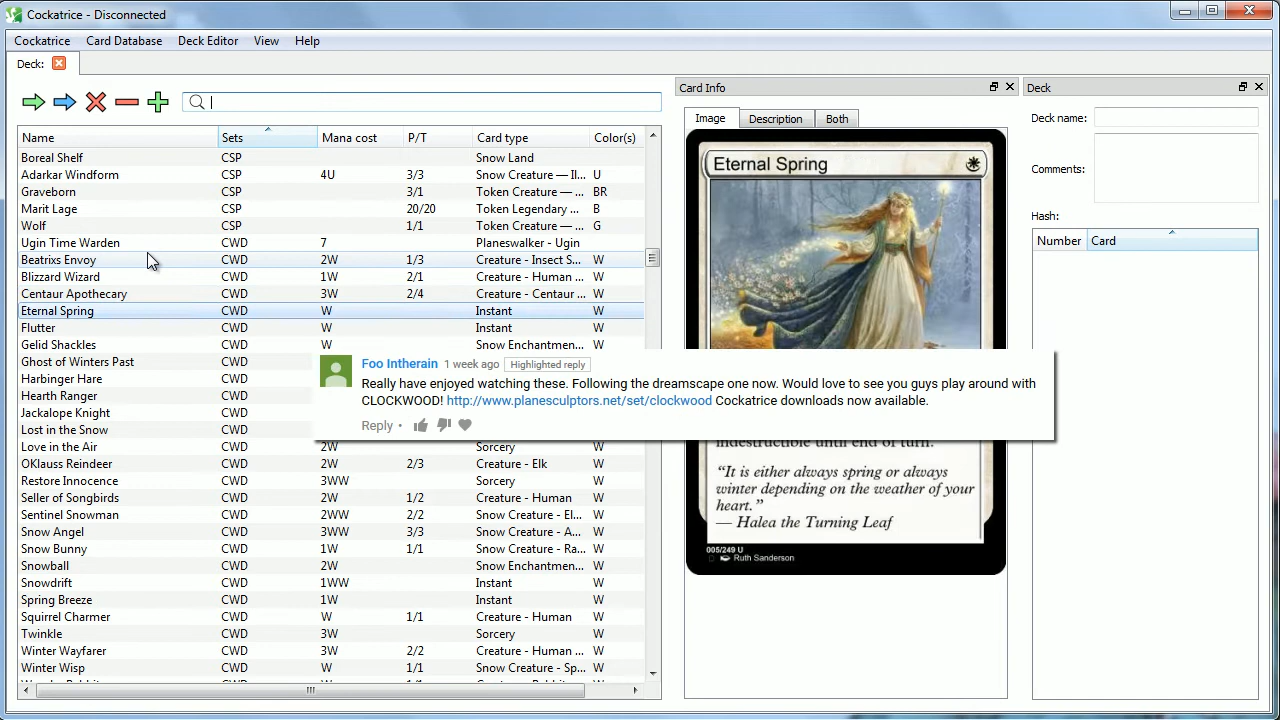 Cockatrice - Disconnected
Cockatrice Card Database Deck Editor View Help
Deck:
Name Sets Mana cost P/T Card type Color(s)
Boreal Shelf CSP Snow Land
Adarkar Windform CSP 4U 3/3 Snow Creature — Il... U
Graveborn CSP 3/1 Token Creature — ... BR
Marit Lage CSP 20/20 Token Legendary ... B
Wolf CSP 1/1 Token Creature — ... G
Ugin Time Warden CWD 7 Planeswalker - Ugin
Beatrixs Envoy CWD 2W 1/3 Creature - Insect S... W
Blizzard Wizard CWD 1W 2/1 Creature - Human ... W
Centaur Apothecary CWD 3W 2/4 Creature - Centaur ... W
Eternal Spring CWD W Instant W
Flutter CWD W Instant W
Gelid Shackles CWD W Snow Enchantmen... W
Ghost of Winters Past CWD
Harbinger Hare CWD
Hearth Ranger CWD
Jackalope Knight CWD
Lost in the Snow CWD
Love in the Air CWD 2W Sorcery W
OKlauss Reindeer CWD 2W 2/3 Creature - Elk W
Restore Innocence CWD 3WW Sorcery W
Seller of Songbirds CWD 2W 1/2 Creature - Human W
Sentinel Snowman CWD 2WW 2/2 Snow Creature - El... W
Snow Angel CWD 3WW 3/3 Snow Creature - A... W
Snow Bunny CWD 1W 1/1 Snow Creature - Ra... W
Snowball CWD 2W Snow Enchantmen... W
Snowdrift CWD 1WW Instant W
Spring Breeze CWD 1W Instant W
Squirrel Charmer CWD W 1/1 Creature - Human W
Twinkle CWD 3W Sorcery W
Winter Wayfarer CWD 3W 2/2 Creature - Human ... W
Winter Wisp CWD W 1/1 Snow Creature - Sp... W
Foo Intherain 1 week ago Highlighted reply
Really have enjoyed watching these. Following the dreamscape one now. Would love to see you guys play around with
CLOCKWOOD! http://www.planesculptors.net/set/clockwood Cockatrice downloads now available.
Reply •
Card Info
Image Description Both
Eternal Spring
indestructible until end of turn.
“It is either always spring or always
winter depending on the weather of your
heart.”
— Halea the Turning Leaf
005/249 U
Ruth Sanderson
Deck
Deck name:
Comments:
Hash:
Number Card